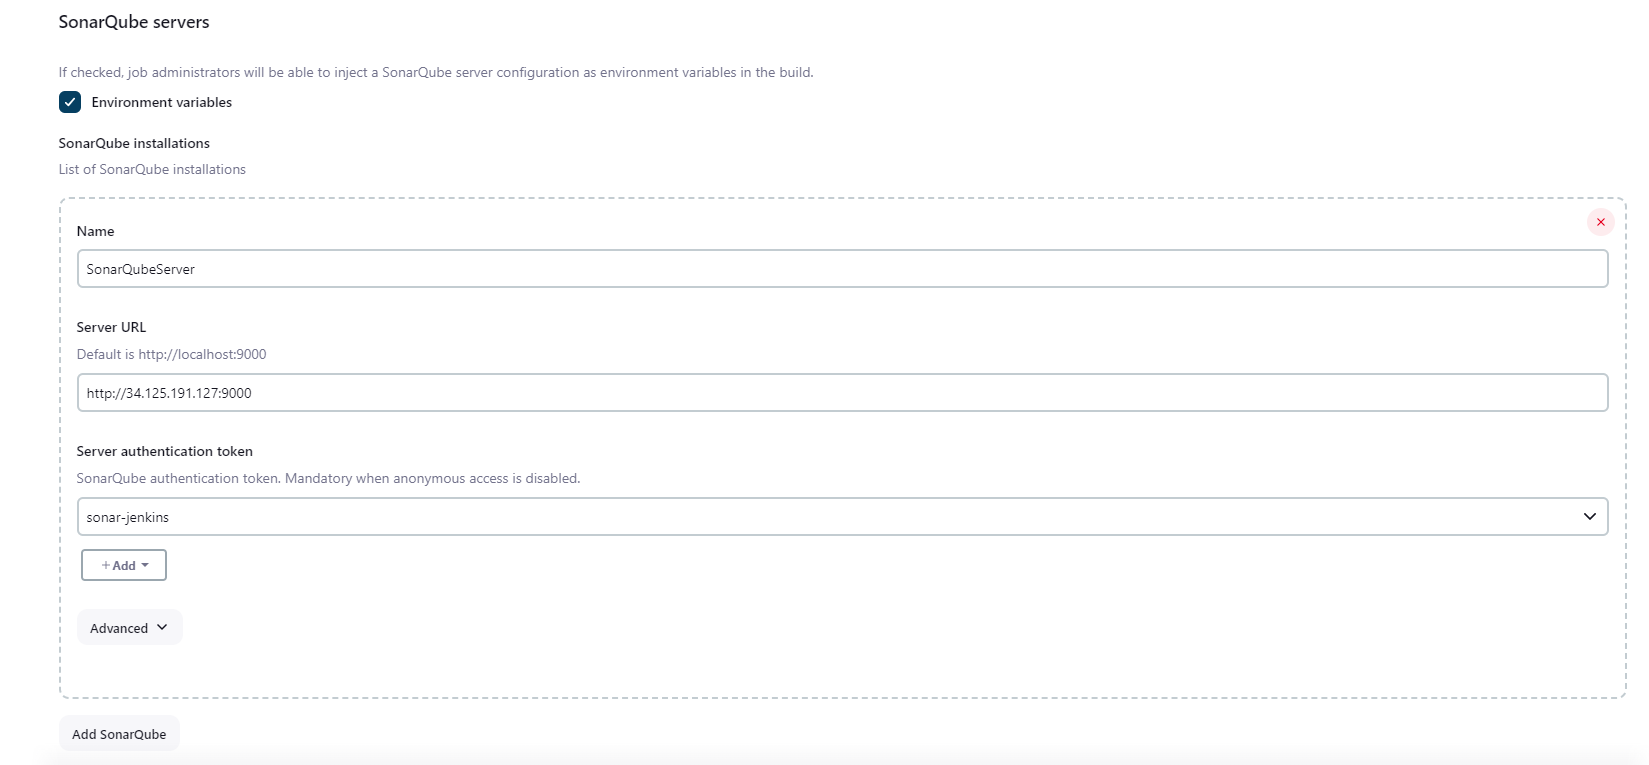 SonarQube servers
If checked, job administrators will be able to inject a SonarQube server configuration as environment variables in the build.
Environment variables
SonarQube installations
List of SonarQube installations
Name
SonarQubeServer
Server URL
Default is http://localhost:9000
http://34.125.191.127:9000
Server authentication token
SonarQube authentication token. Mandatory when anonymous access is disabled.
sonar-jenkins
+ Add
Advanced
Add SonarQube